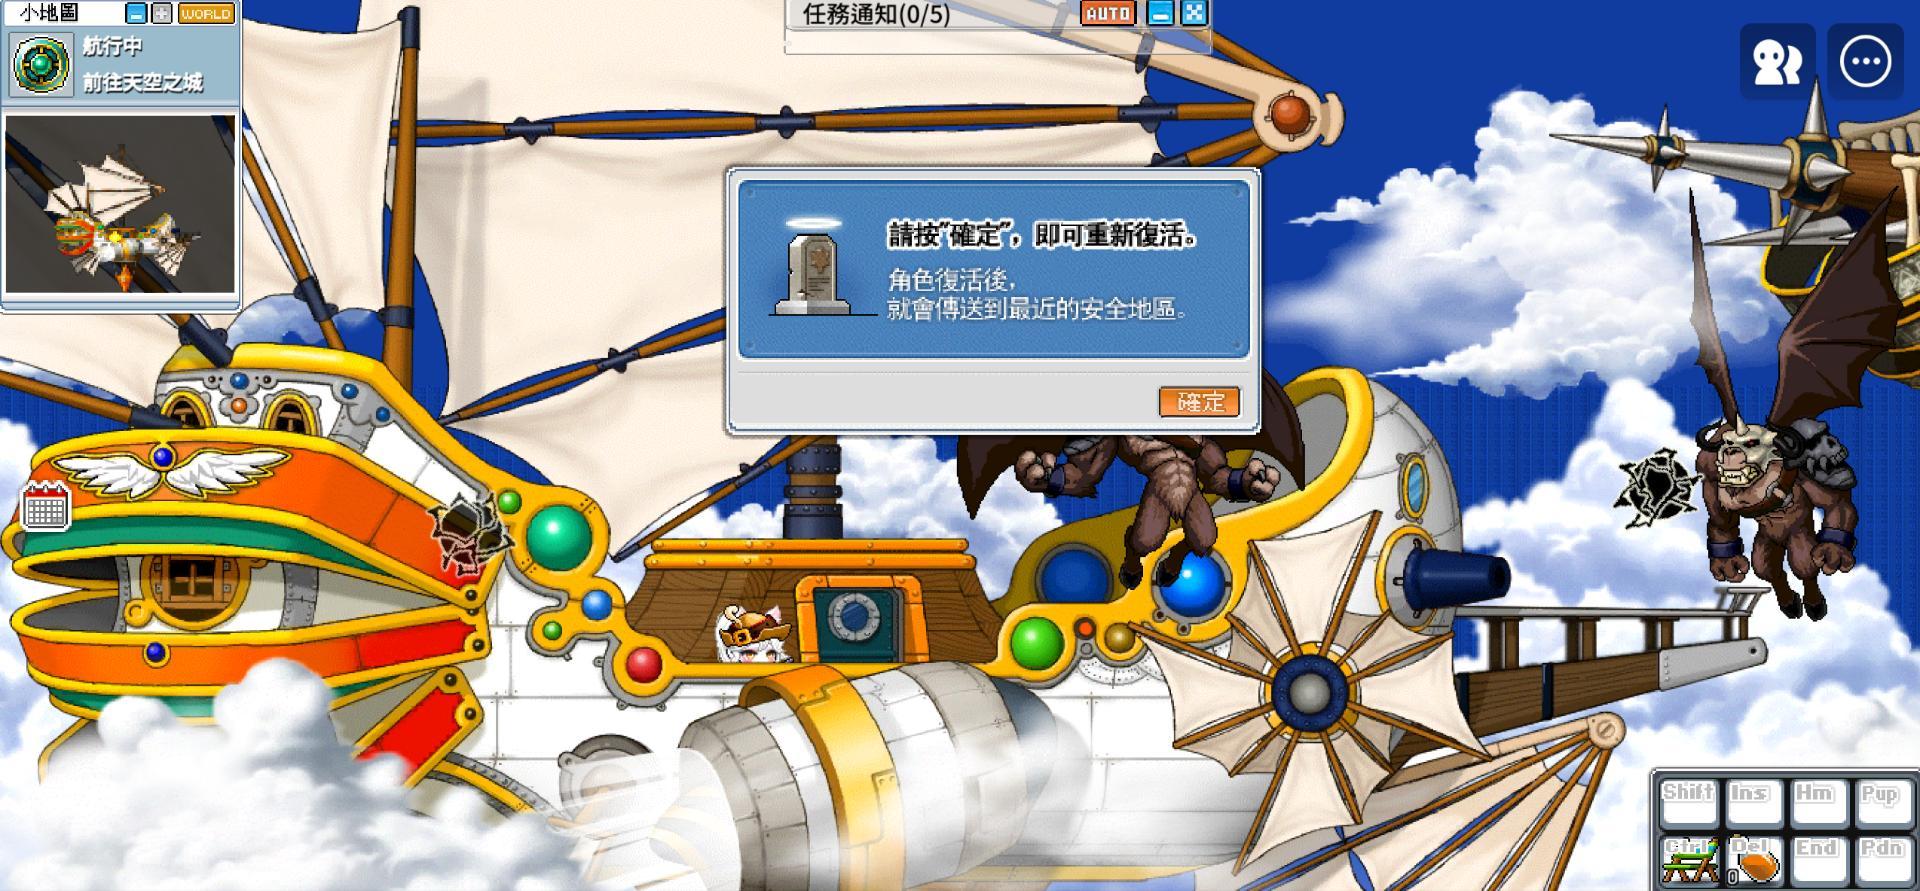 小地圖
WORLD
航行中
前往天空之城
任務通知(0/5)
AUTO
請按"確定"，即可重新復活。
角色復活後，
就會傳送到最近的安全地區。
確定
Shift Ins Hm Pup
Ctrl Del End Pdn
0